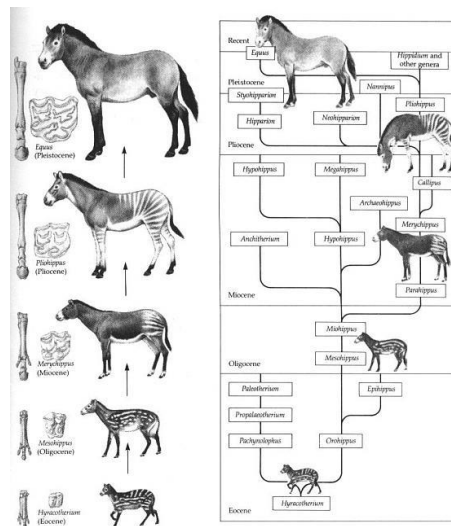 Equus
(Pleistocene)
Pliohippus
(Pliocene)
Merychippus
(Miocene)
Mesohippus
(Oligocene)
Hyracotherium
(Eocene)
Recent
Equus
Hippidium
and
other genera
Pleistocene
Styohipparion
Nannipus
Pliohippus
Hipparion
Neohipparion
Pliocene
Hypohippus
Megahippus
Callipus
Archaeohippus
Merychippus
Anchitherium
Hypohippus
Parahippus
Miocene
Miohippus
Mesohippus
Oligocene
Paleotherium
Epihippus
Propalaeotherium
Pachynolophus
Orohippus
Hyracotherium
Eocene